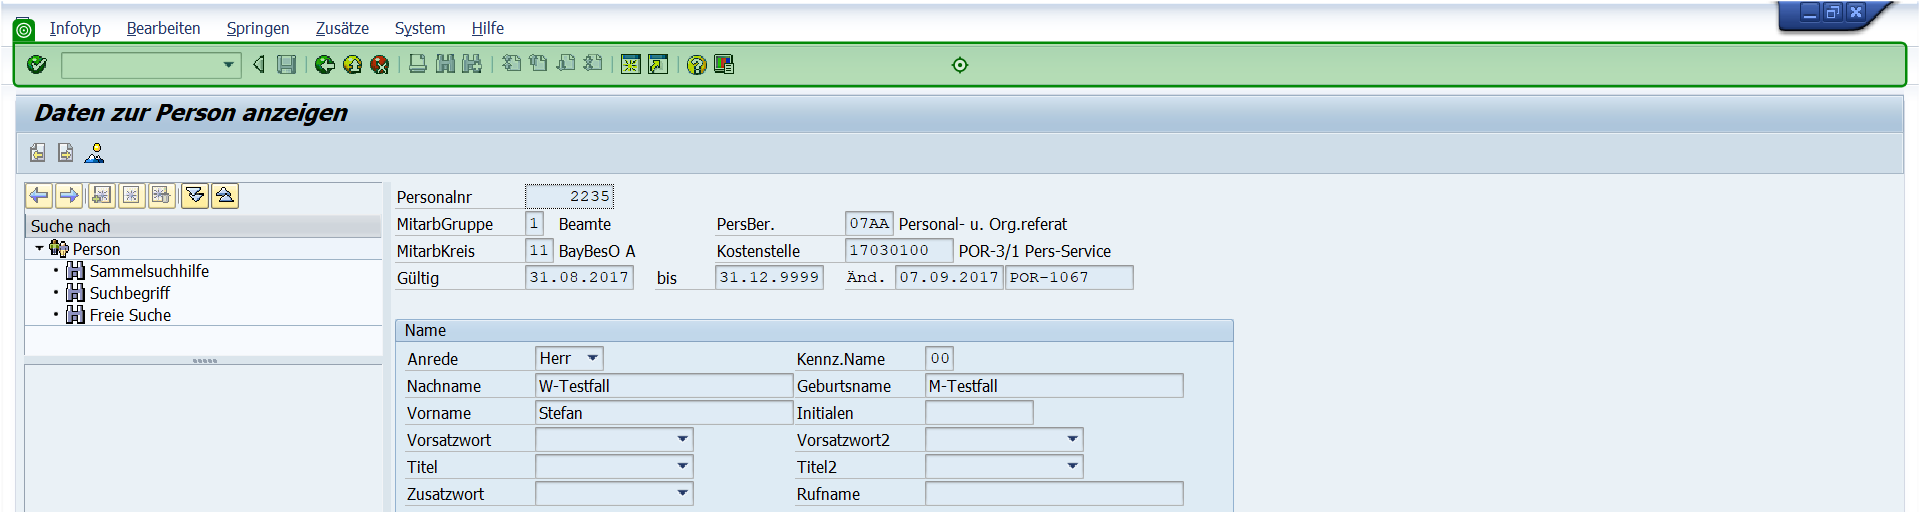 Infotyp Bearbeiten Springen Zusätze System Hilfe
Daten zur Person anzeigen
Suche nach
Person
Sammelsuchhilfe
Suchbegriff
Freie Suche
Personalnr 2235
MitarbGruppe 1 Beamte PersBer. 07AA Personal- u. Org.referat
MitarbKreis 11 BayBesO A Kostenstelle 17030100 POR-3/1 Pers-Service
Gültig 31.08.2017 bis 31.12.9999 Änd. 07.09.2017 POR-1067
Name
Anrede Herr Kennz.Name 00
Nachname W-Testfall Geburtsname M-Testfall
Vorname Stefan Initialen
Vorsatzwort Vorsatzwort2
Titel Titel2
Zusatzwort Rufname